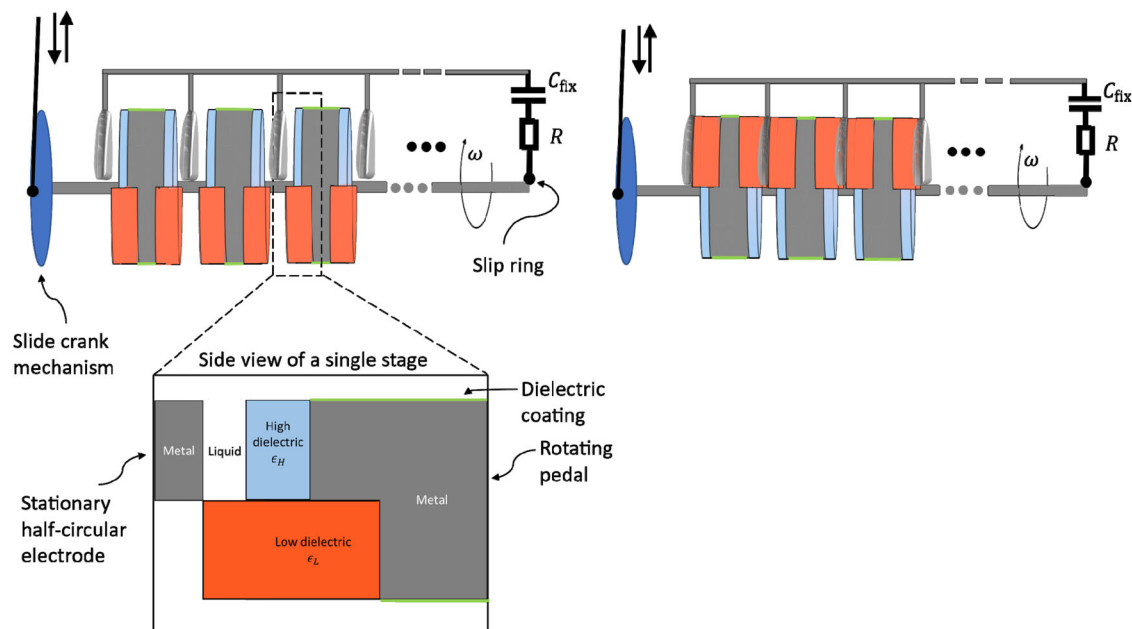 C_fix
R
ω
Slip ring
Slide crank
mechanism
C_fix
R
ω
Side view of a single stage
Metal
Liquid
High
dielectric
ϵ_H
Metal
Low dielectric
ϵ_L
Dielectric
coating
Rotating
pedal
Stationary
half-circular
electrode